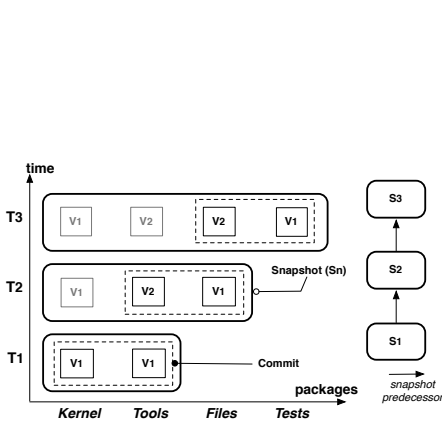 time
T3
V1
V2
V2
V1
S3
T2
V1
V2
V1
Snapshot (Sn)
S2
T1
V1
V1
Commit
S1
packages
Kernel
Tools
Files
Tests
snapshot
predecessor